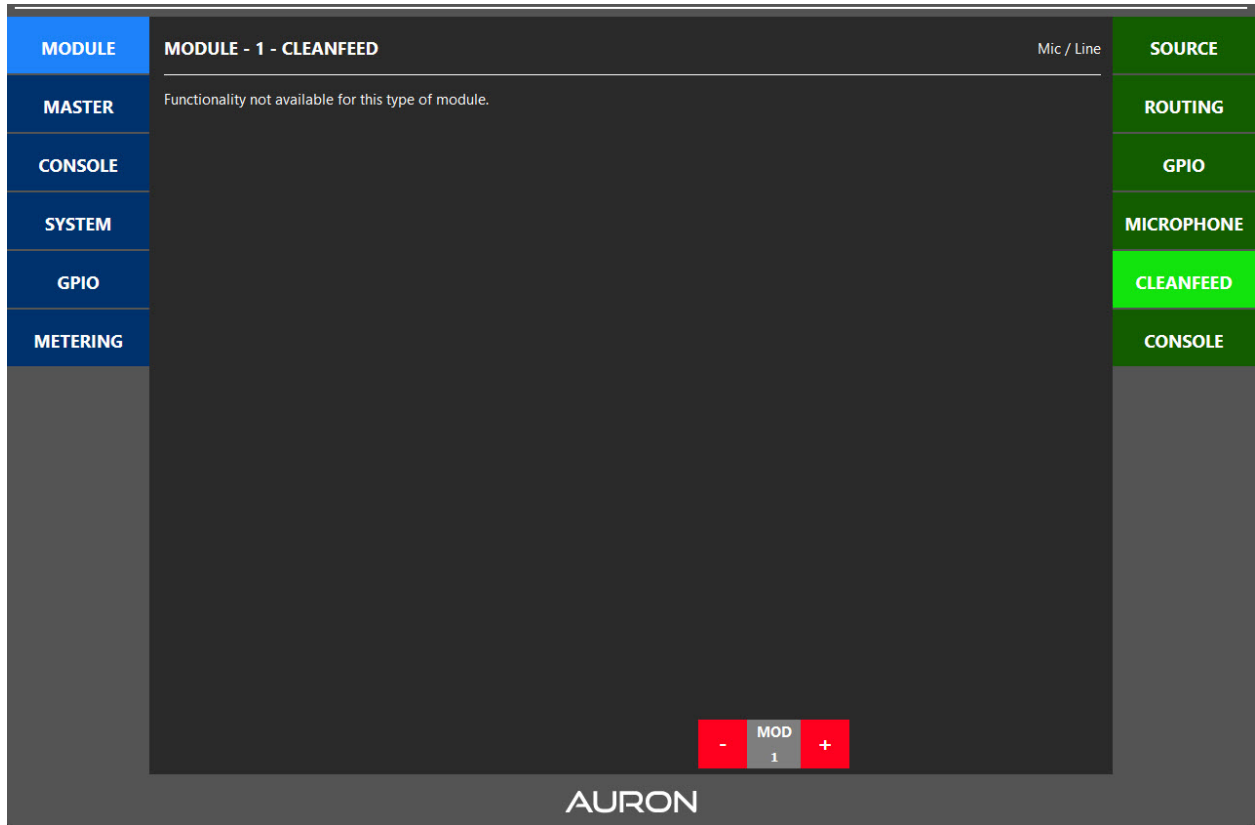 MODULE
MASTER
CONSOLE
SYSTEM
GPIO
METERING
MODULE - 1 - CLEANFEED
Mic / Line
Functionality not available for this type of module.
- MOD +
1
SOURCE
ROUTING
GPIO
MICROPHONE
CLEANFEED
CONSOLE
AURON